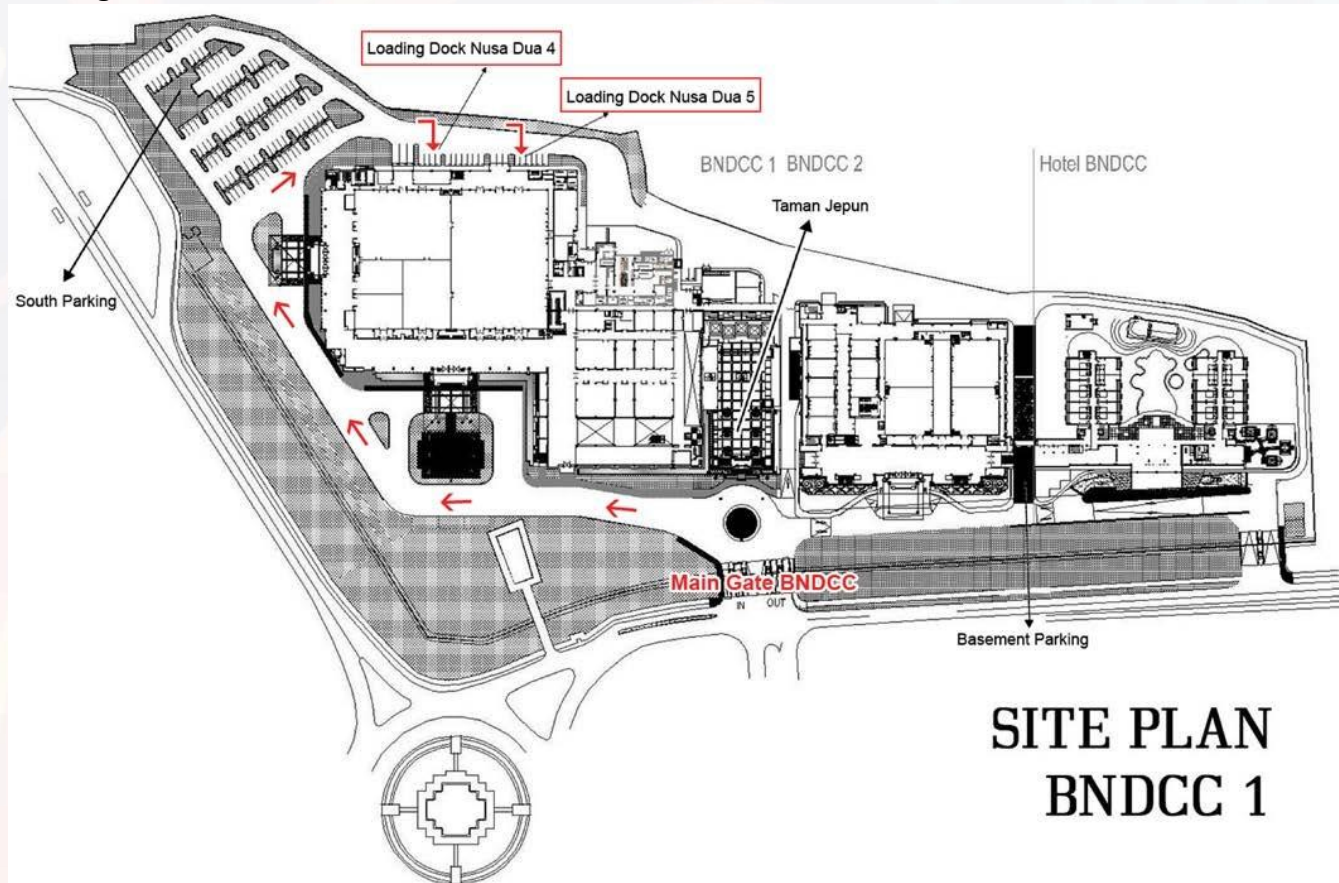 Loading Dock Nusa Dua 4
Loading Dock Nusa Dua 5
BNDCC 1 BNDCC 2
Hotel BNDCC
Taman Jepun
South Parking
Main Gate BNDCC
IN OUT
Basement Parking
SITE PLAN
BNDCC 1